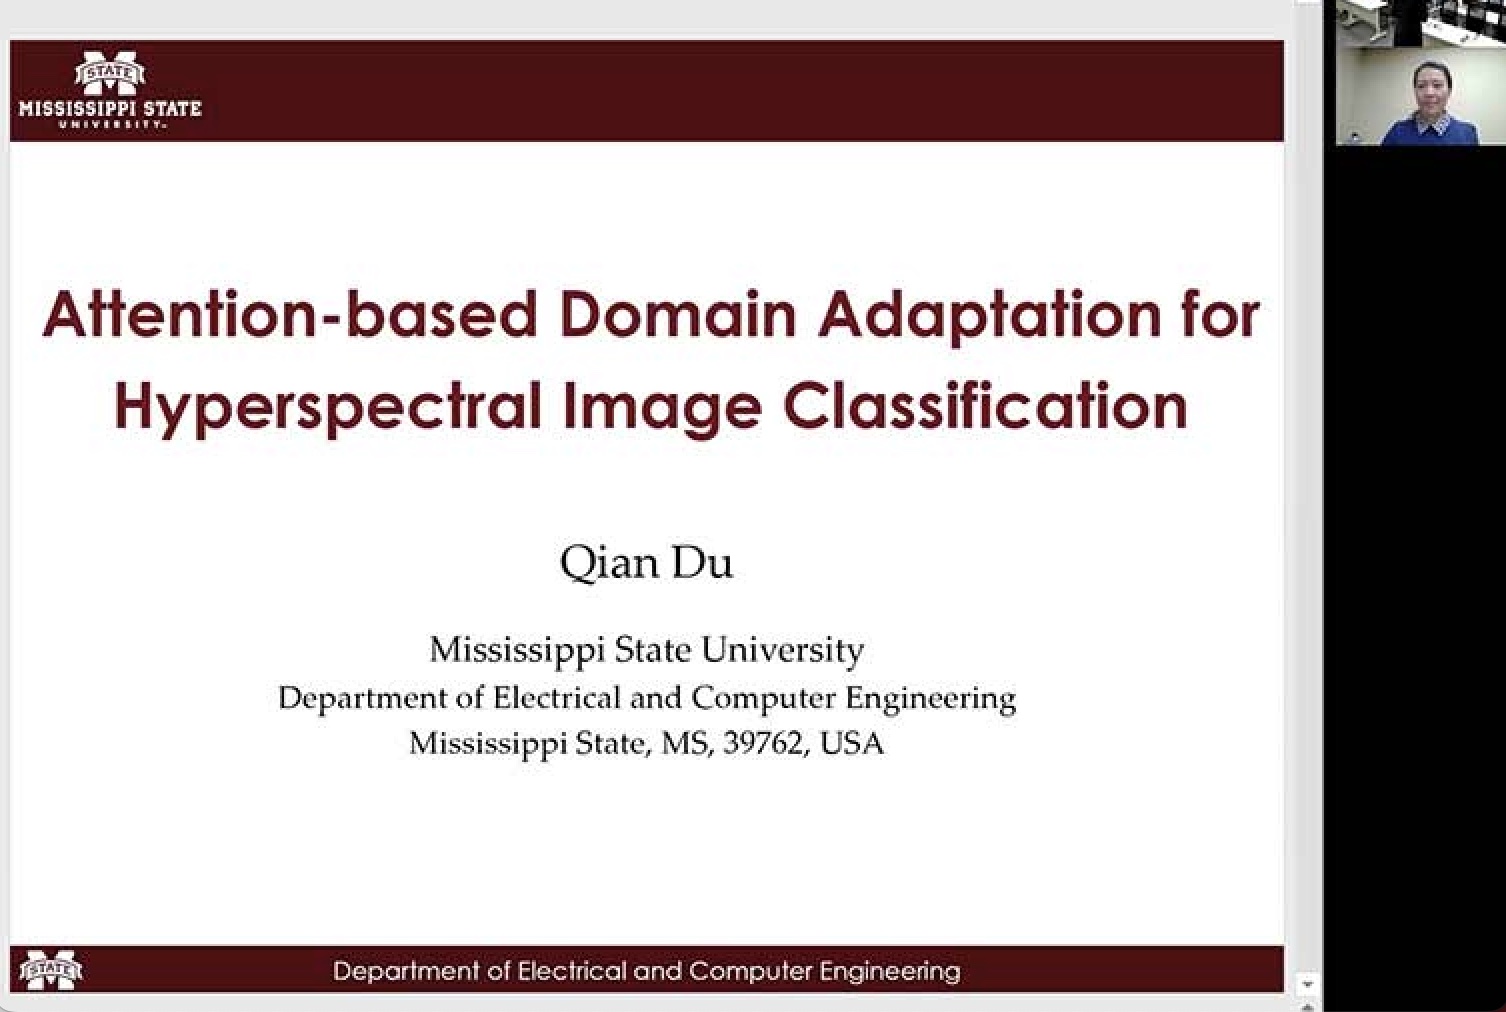 STATE
MISSISSIPPI STATE
UNIVERSITY™
Attention-based Domain Adaptation for
Hyperspectral Image Classification
Qian Du
Mississippi State University
Department of Electrical and Computer Engineering
Mississippi State, MS, 39762, USA
STATE
Department of Electrical and Computer Engineering